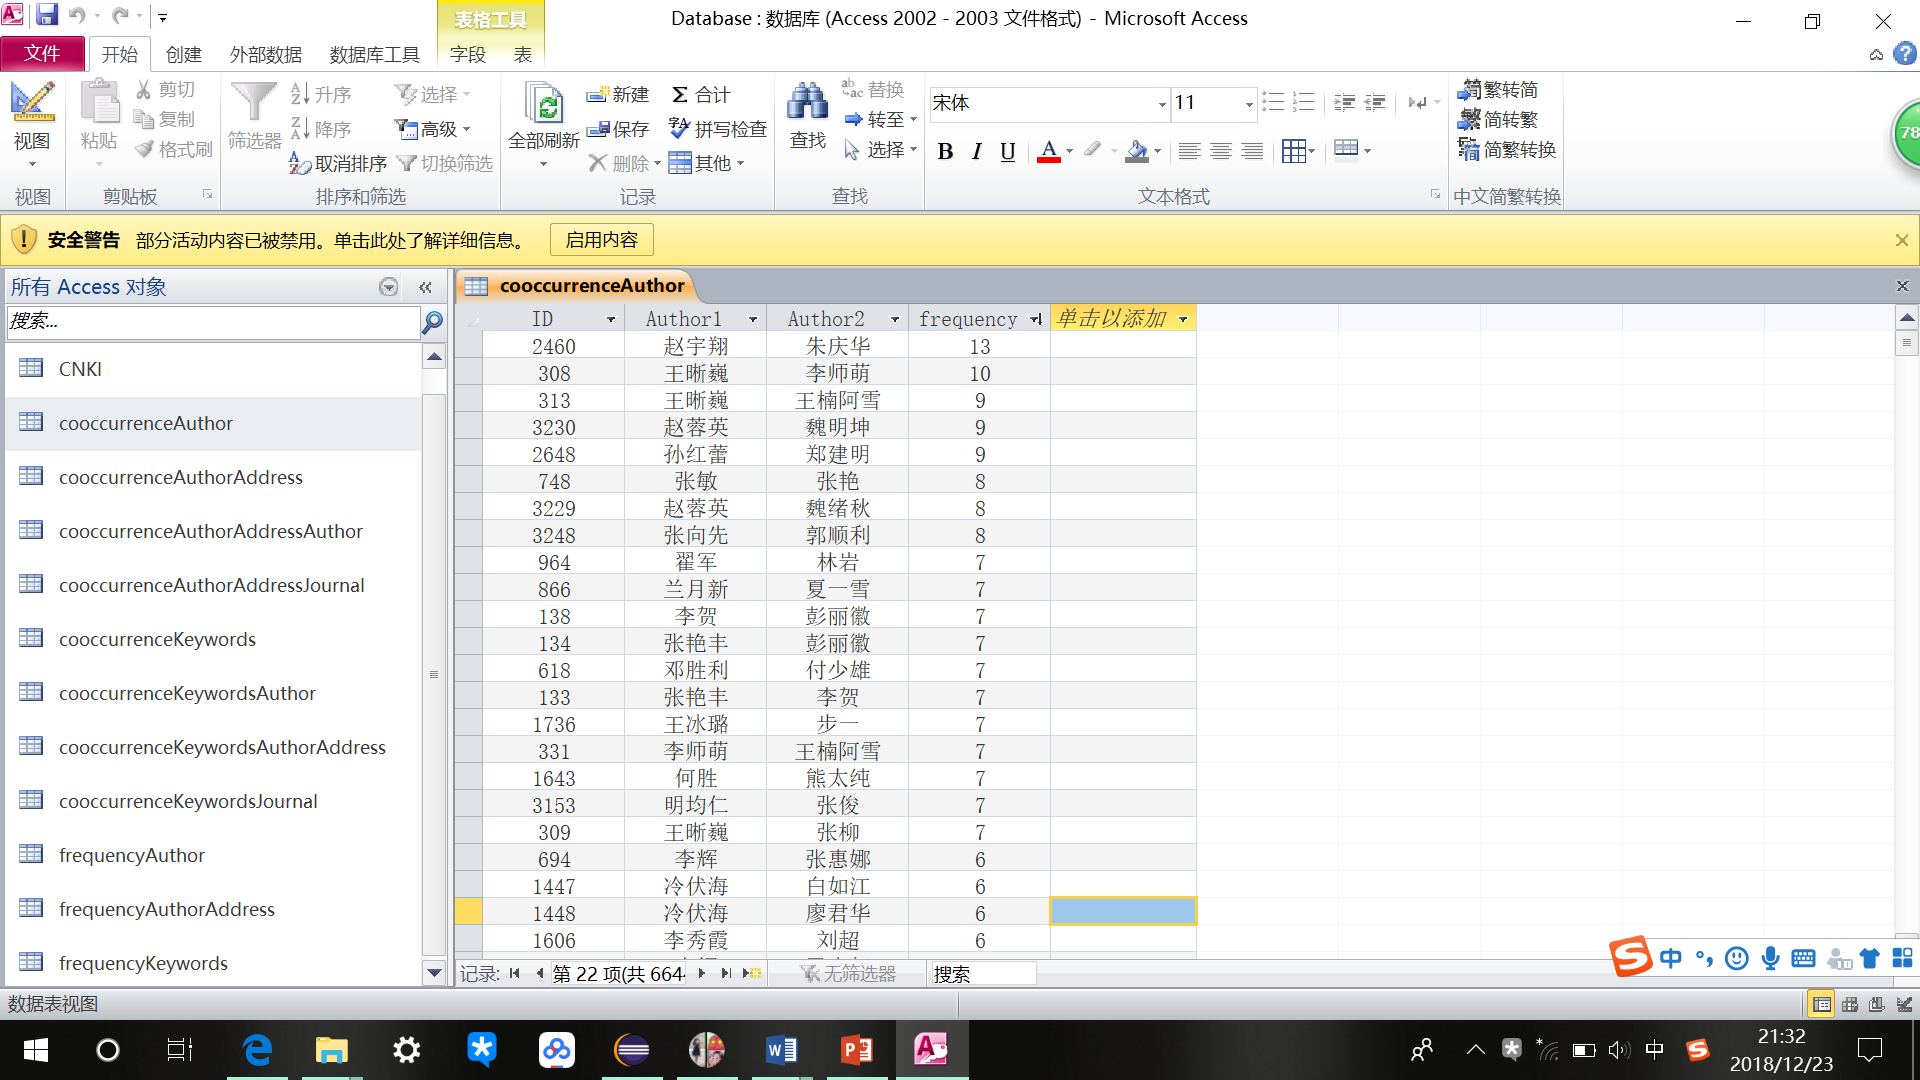 Database : 数据库 (Access 2002 - 2003 文件格式) - Microsoft Access
表格工具
文件 开始 创建 外部数据 数据库工具 字段 表
视图 粘贴 剪切 复制 格式刷
筛选器 升序 降序 取消排序 选择 高级 切换筛选
全部刷新 新建 保存 删除 合计 拼写检查 其他
查找 替换 转至 选择
宋体 11
B I U A
繁转简
简转繁
简繁转换
78
视图 剪贴板 排序和筛选 记录 查找 文本格式 中文简繁转换
安全警告 部分活动内容已被禁用。单击此处了解详细信息。 启用内容
所有 Access 对象
搜索...
CNKI
cooccurrenceAuthor
cooccurrenceAuthorAddress
cooccurrenceAuthorAddressAuthor
cooccurrenceAuthorAddressJournal
cooccurrenceKeywords
cooccurrenceKeywordsAuthor
cooccurrenceKeywordsAuthorAddress
cooccurrenceKeywordsJournal
frequencyAuthor
frequencyAuthorAddress
frequencyKeywords
cooccurrenceAuthor
ID Author1 Author2 frequency 单击以添加
2460 赵宇翔 朱庆华 13
308 王晰巍 李师萌 10
313 王晰巍 王楠阿雪 9
3230 赵蓉英 魏明坤 9
2648 孙红蕾 郑建明 9
748 张敏 张艳 8
3229 赵蓉英 魏绪秋 8
3248 张向先 郭顺利 8
964 翟军 林岩 7
866 兰月新 夏一雪 7
138 李贺 彭丽徽 7
134 张艳丰 彭丽徽 7
618 邓胜利 付少雄 7
133 张艳丰 李贺 7
1736 王冰璐 步一 7
331 李师萌 王楠阿雪 7
1643 何胜 熊太纯 7
3153 明均仁 张俊 7
309 王晰巍 张柳 7
694 李辉 张惠娜 6
1447 冷伏海 白如江 6
1448 冷伏海 廖君华 6
1606 李秀霞 刘超 6
记录: 第 22 项(共 664 无筛选器 搜索
中
数据表视图
中
21:32
2018/12/23